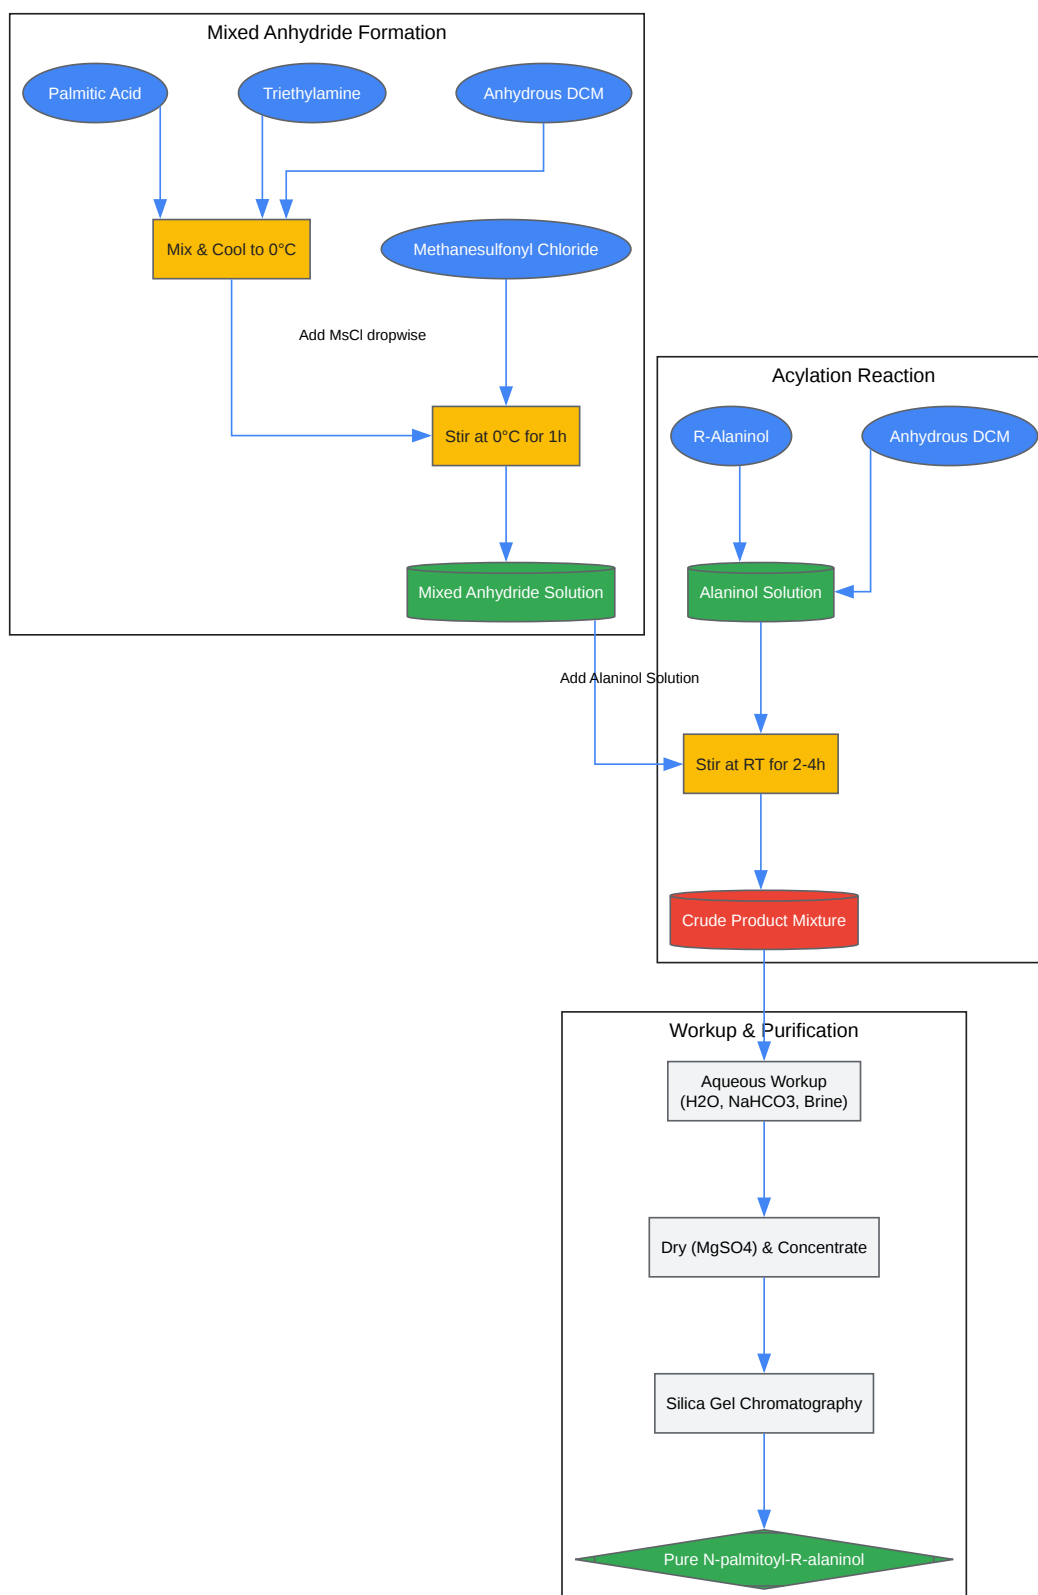 Mixed Anhydride Formation
Palmitic Acid
Triethylamine
Anhydrous DCM
Mix & Cool to 0°C
Methanesulfonyl Chloride
Add MsCl dropwise
Stir at 0°C for 1h
Mixed Anhydride Solution
Acylation Reaction
R-Alaninol
Anhydrous DCM
Alaninol Solution
Add Alaninol Solution
Stir at RT for 2-4h
Crude Product Mixture
Workup & Purification
Aqueous Workup
(H2O, NaHCO3, Brine)
Dry (MgSO4) & Concentrate
Silica Gel Chromatography
Pure N-palmitoyl-R-alaninol